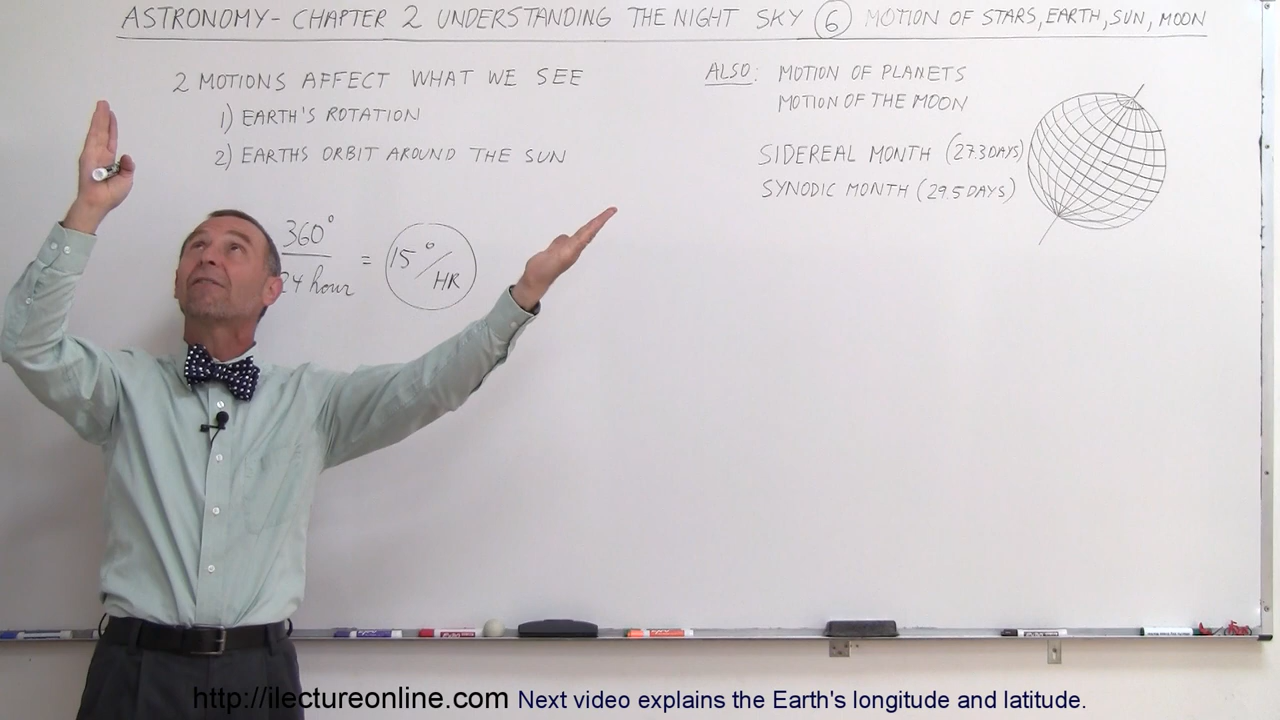 ASTRONOMY- CHAPTER 2 UNDERSTANDING THE NIGHT SKY 6 MOTION OF STARS, EARTH, SUN, MOON
2 MOTIONS AFFECT WHAT WE SEE
1) EARTH'S ROTATION
2) EARTHS ORBIT AROUND THE SUN
360°
24 hour
= 15°/HR
ALSO: MOTION OF PLANETS
MOTION OF THE MOON
SIDEREAL MONTH (27.3 DAYS)
SYNODIC MONTH (29.5 DAYS)
http://ilectureonline.com Next video explains the Earth's longitude and latitude.